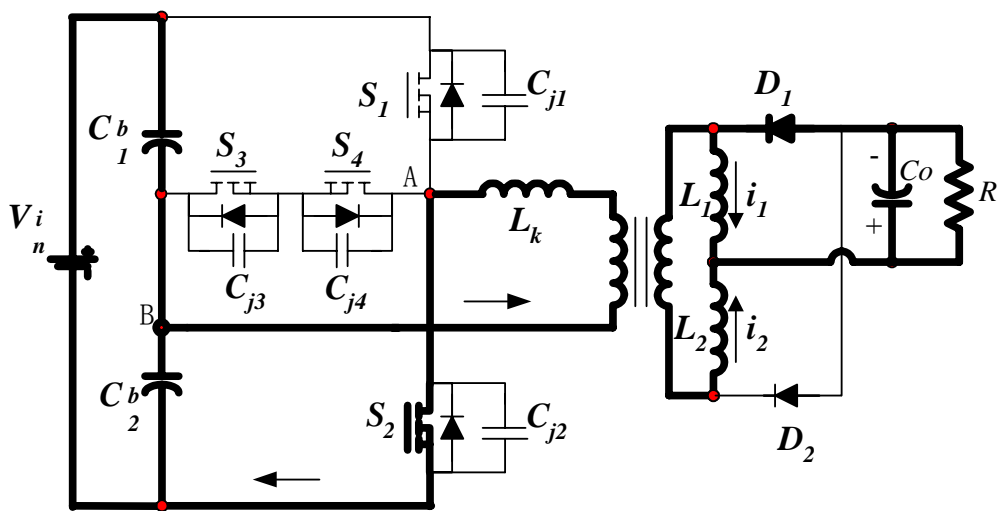 S1
Cj1
D1
Cb1
S3
S4
A
Vin
Lk
L1
i1
-
Co
+
R
Cj3
Cj4
B
L2
i2
Cb2
S2
Cj2
D2